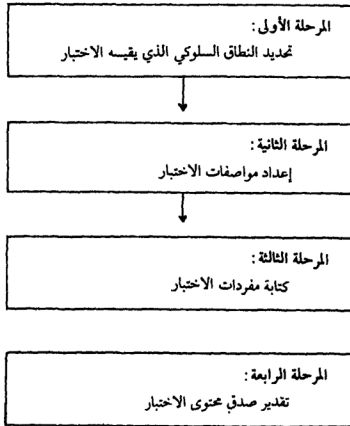 المرحلة الأولى :
تحديد النطاق السلوكي الذي يقيسه الاختبار
المرحلة الثانية :
إعداد مواصفات الاختبار
المرحلة الثالثة :
كتابة مفردات الاختبار
المرحلة الرابعة :
تقدير صدق محتوى الاختبار